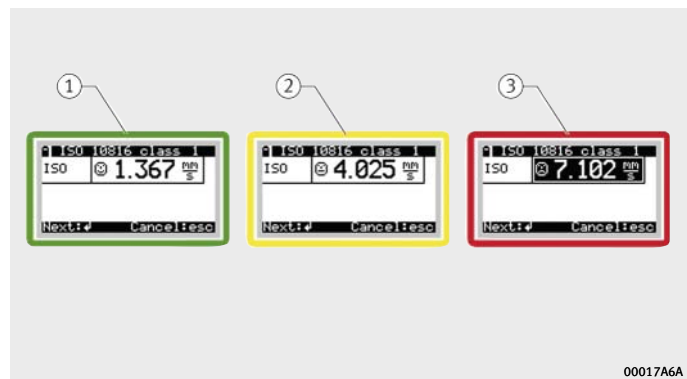 1
2
3
ISO 10816 class 1
ISO 1.367 mm/s
Next:↲ Cancel:esc
ISO 10816 class 1
ISO 4.025 mm/s
Next:↲ Cancel:esc
ISO 10816 class 1
ISO 7.102 mm/s
Next:↲ Cancel:esc
00017A6A